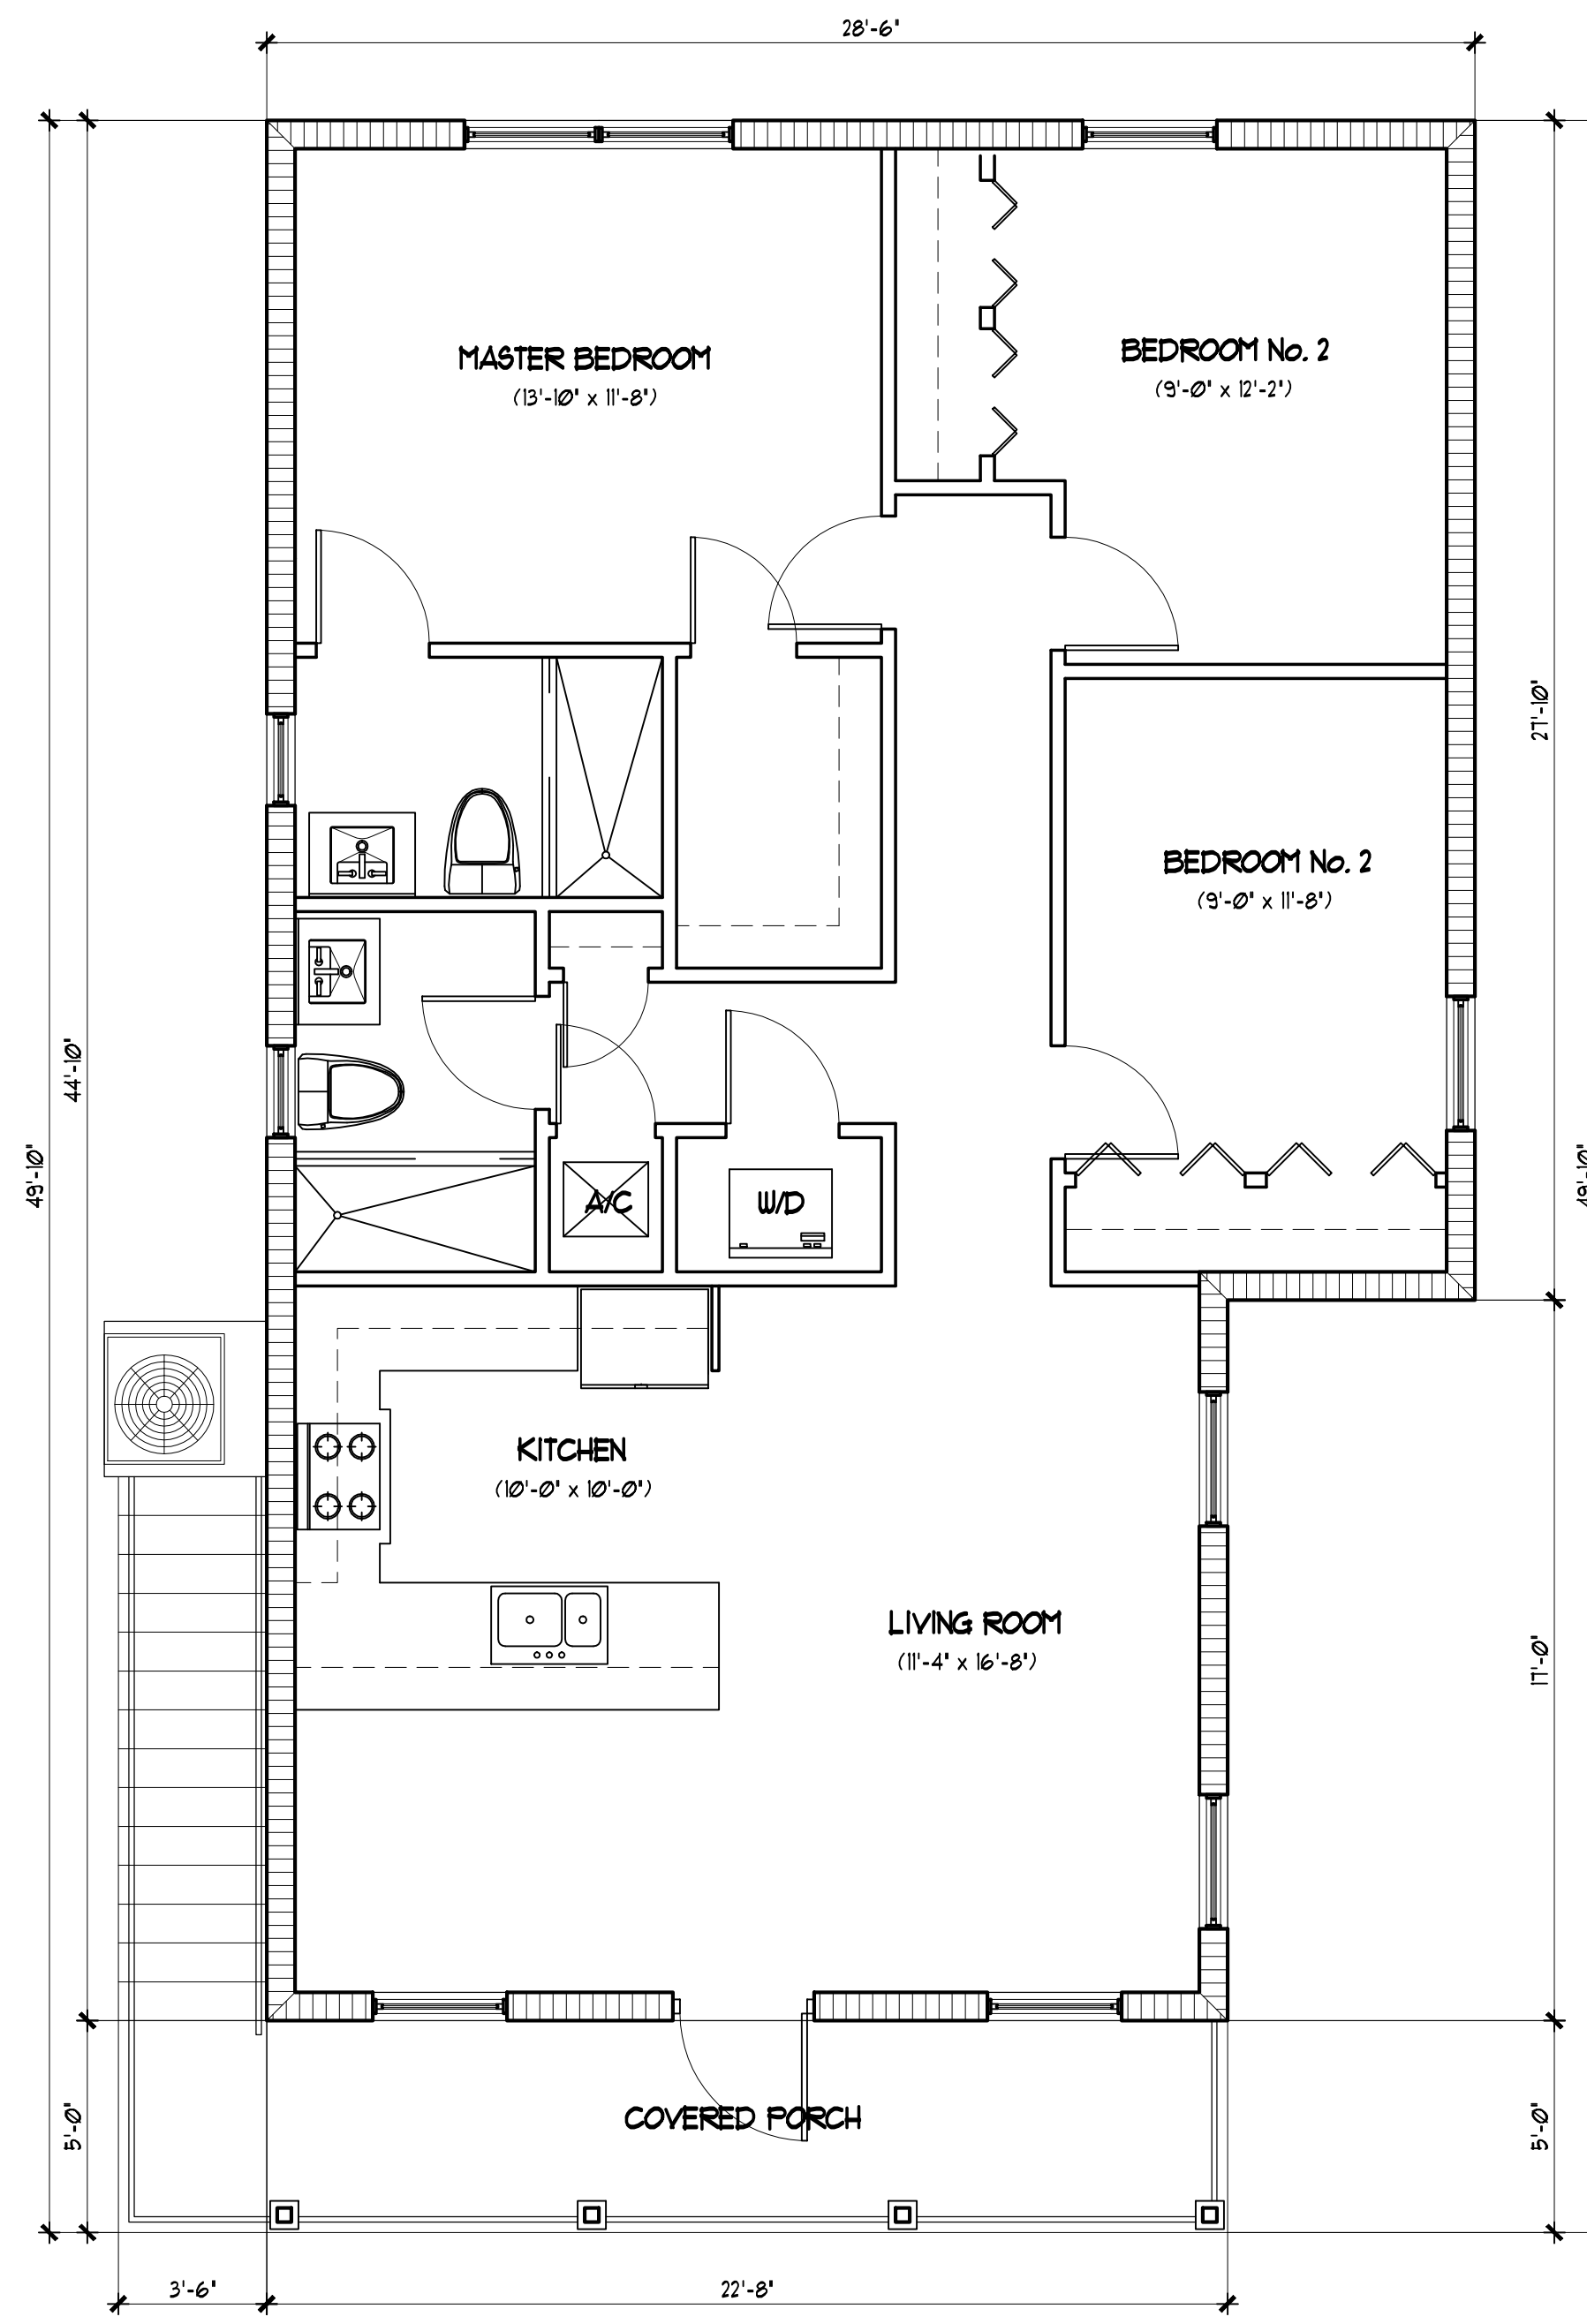 28'-6"
MASTER BEDROOM
(13'-10" x 11'-8")
BEDROOM No. 2
(9'-0" x 12'-2")
27'-10"
BEDROOM No. 2
(9'-0" x 11'-8")
44'-10"
49'-10"
49'-10"
A/C
W/D
KITCHEN
(10'-0" x 10'-0")
LIVING ROOM
(11'-4" x 16'-8")
17'-0"
COVERED PORCH
5'-0"
5'-0"
3'-6"
22'-8"